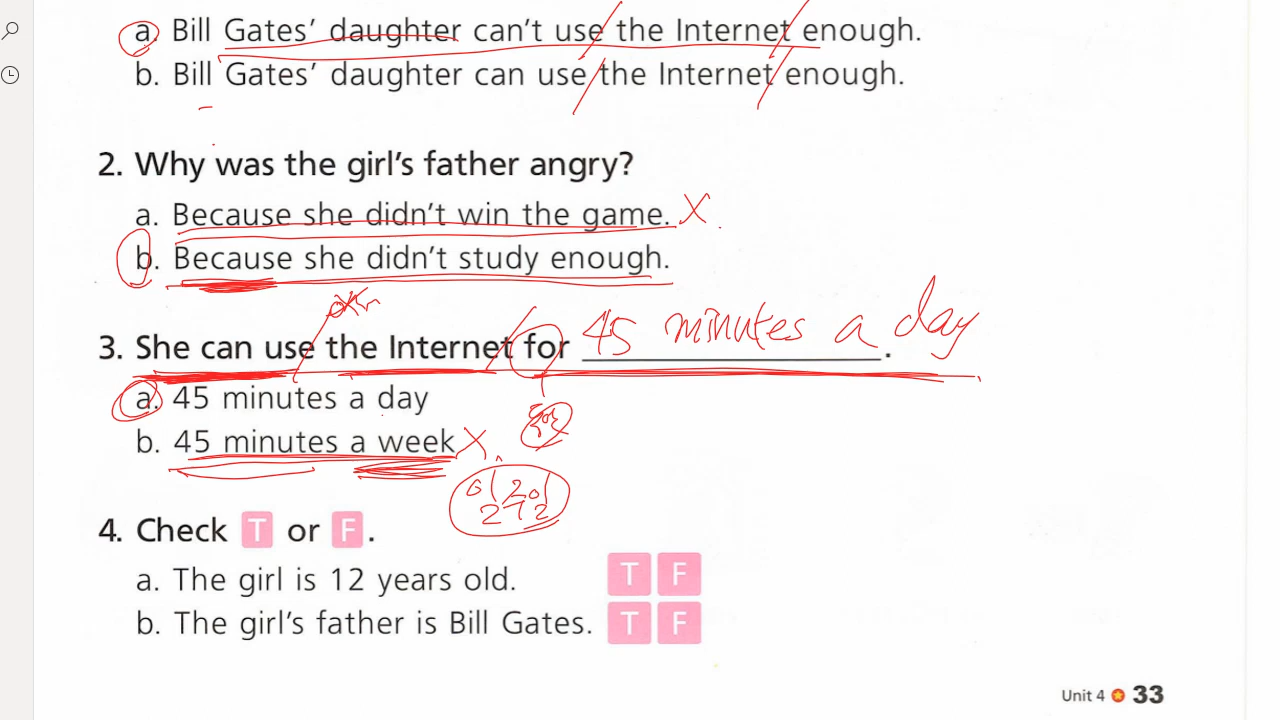 a. Bill Gates' daughter can't use the Internet enough.
b. Bill Gates' daughter can use the Internet enough.
2. Why was the girl's father angry?
a. Because she didn't win the game. X
b. Because she didn't study enough.
3. She can use the Internet for 45 minutes a day.
a. 45 minutes a day
b. 45 minutes a week X
일주일
4. Check T or F.
a. The girl is 12 years old. T F
b. The girl's father is Bill Gates. T F
Unit 4 33